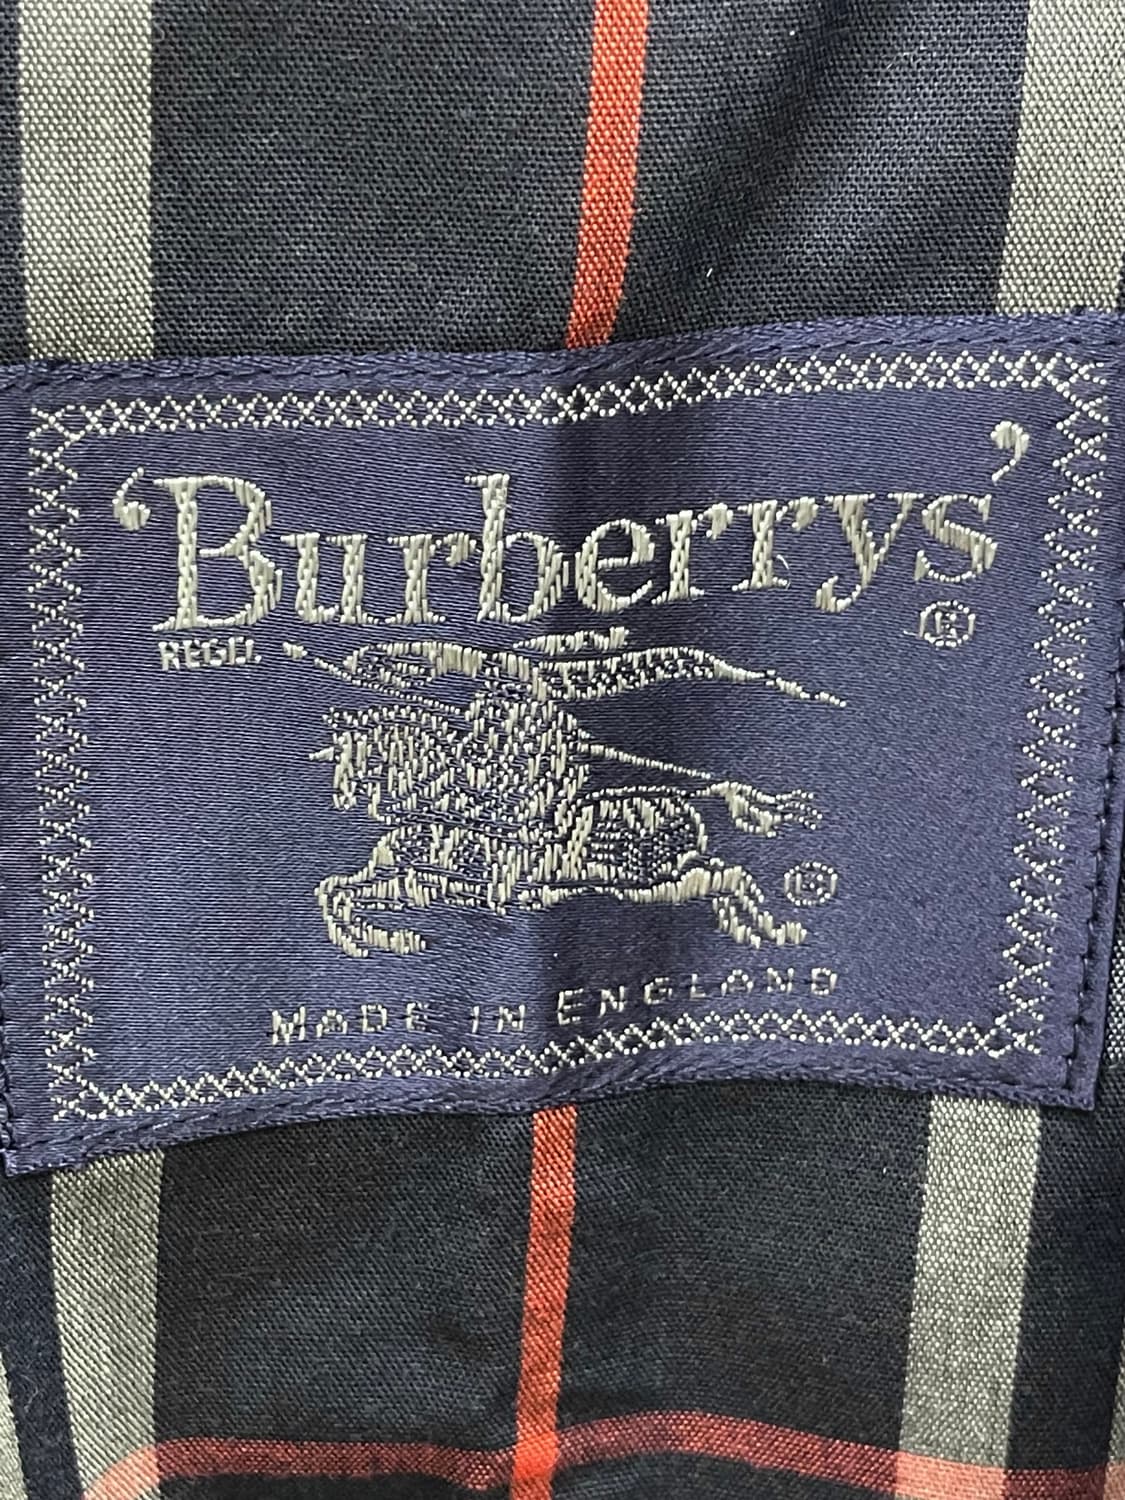 ‘Burberrys’
REGD. ®
®
MADE IN ENGLAND